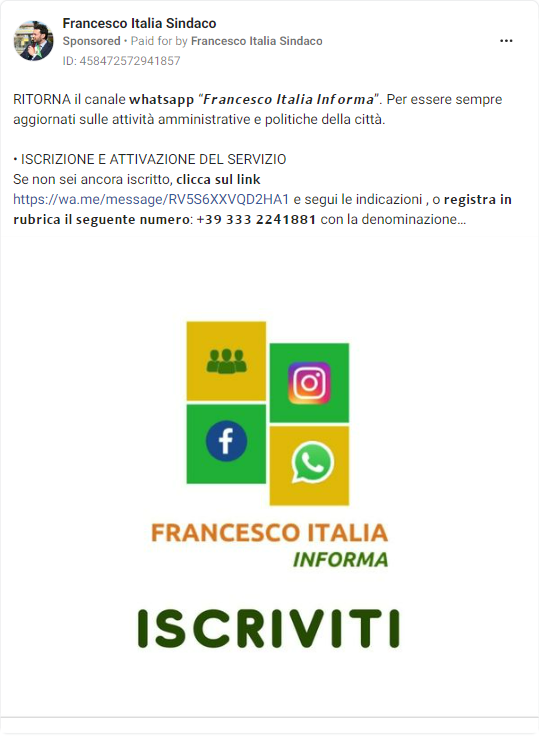 Francesco Italia Sindaco
Sponsored • Paid for by Francesco Italia Sindaco
ID: 458472572941857
RITORNA il canale whatsapp “Francesco Italia Informa”. Per essere sempre
aggiornati sulle attività amministrative e politiche della città.
• ISCRIZIONE E ATTIVAZIONE DEL SERVIZIO
Se non sei ancora iscritto, clicca sul link
https://wa.me/message/RV5S6XXVQD2HA1 e segui le indicazioni , o registra in
rubrica il seguente numero: +39 333 2241881 con la denominazione...
FRANCESCO ITALIA
INFORMA
ISCRIVITI